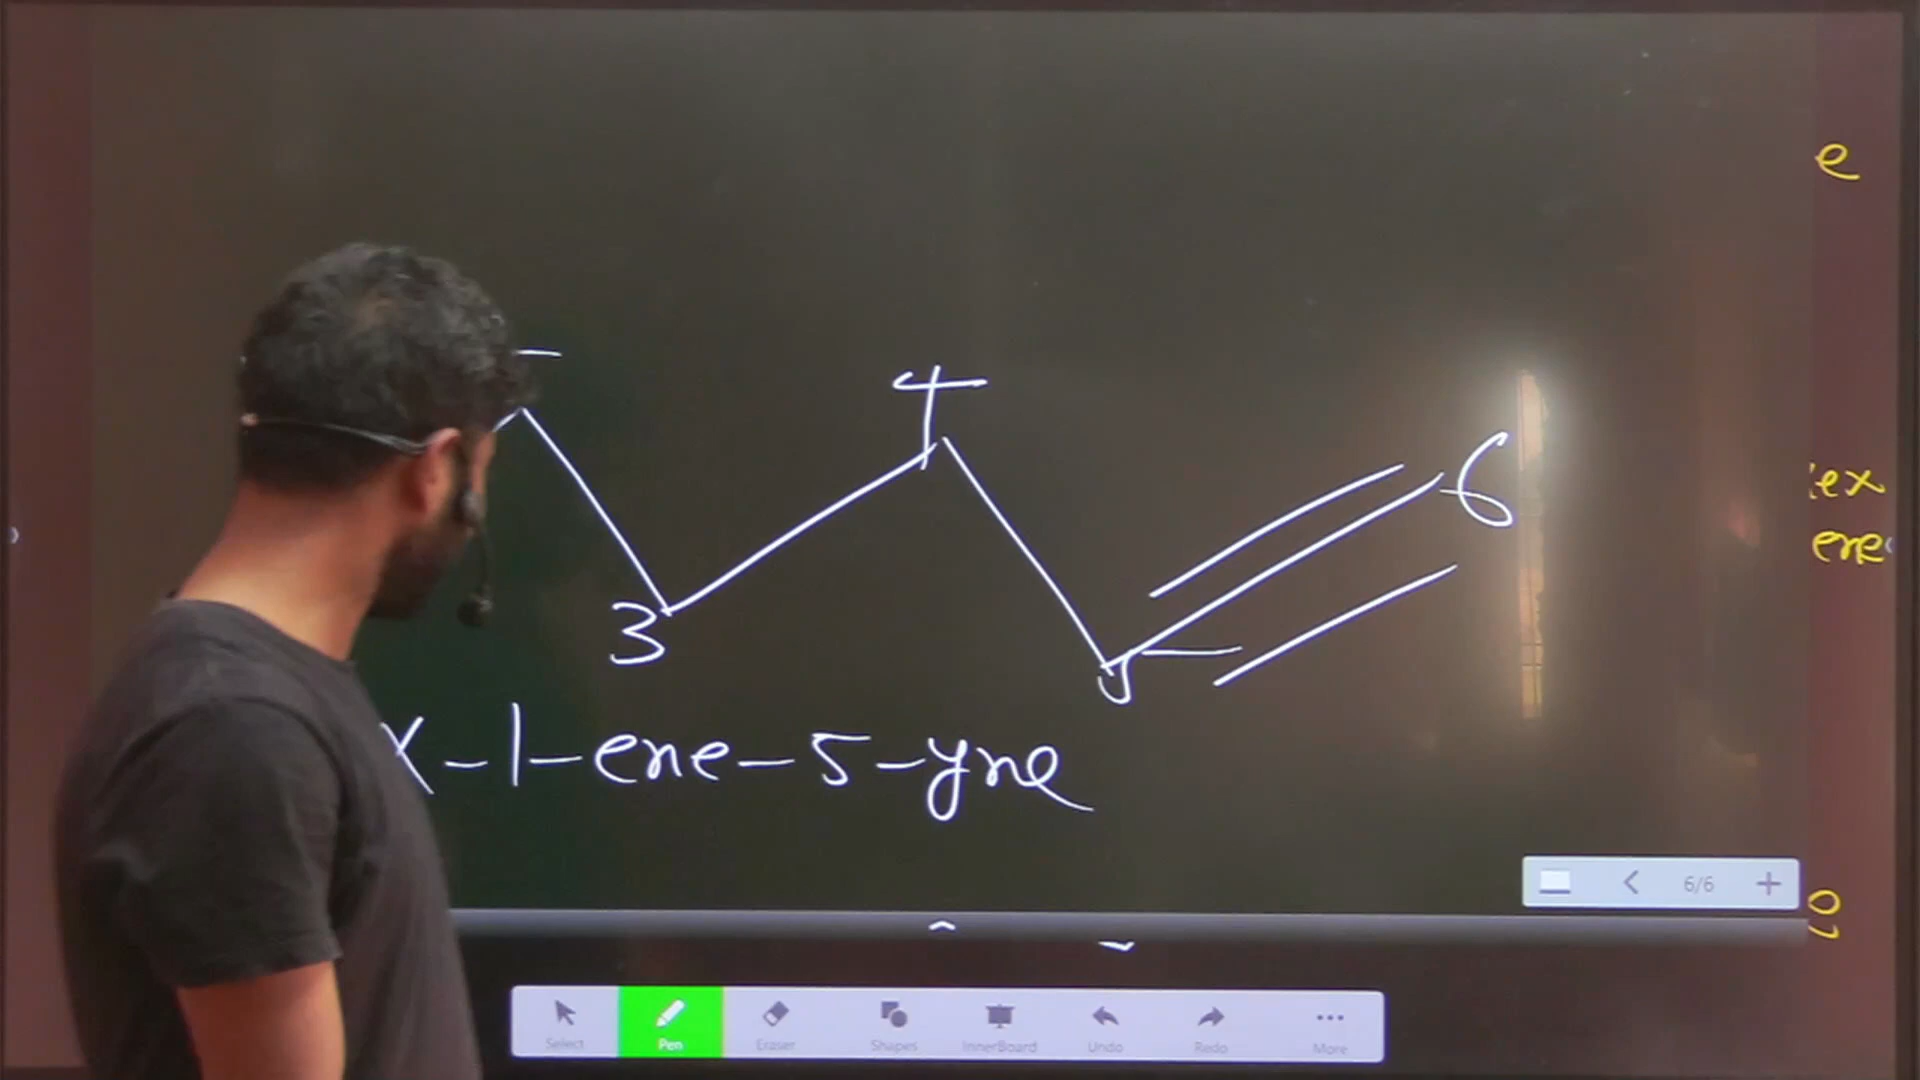 4
6
3
5
x-1-ene-5-yne
e
ex
ene
6/6
Select Pen Eraser Shapes InnerBoard Undo Redo More